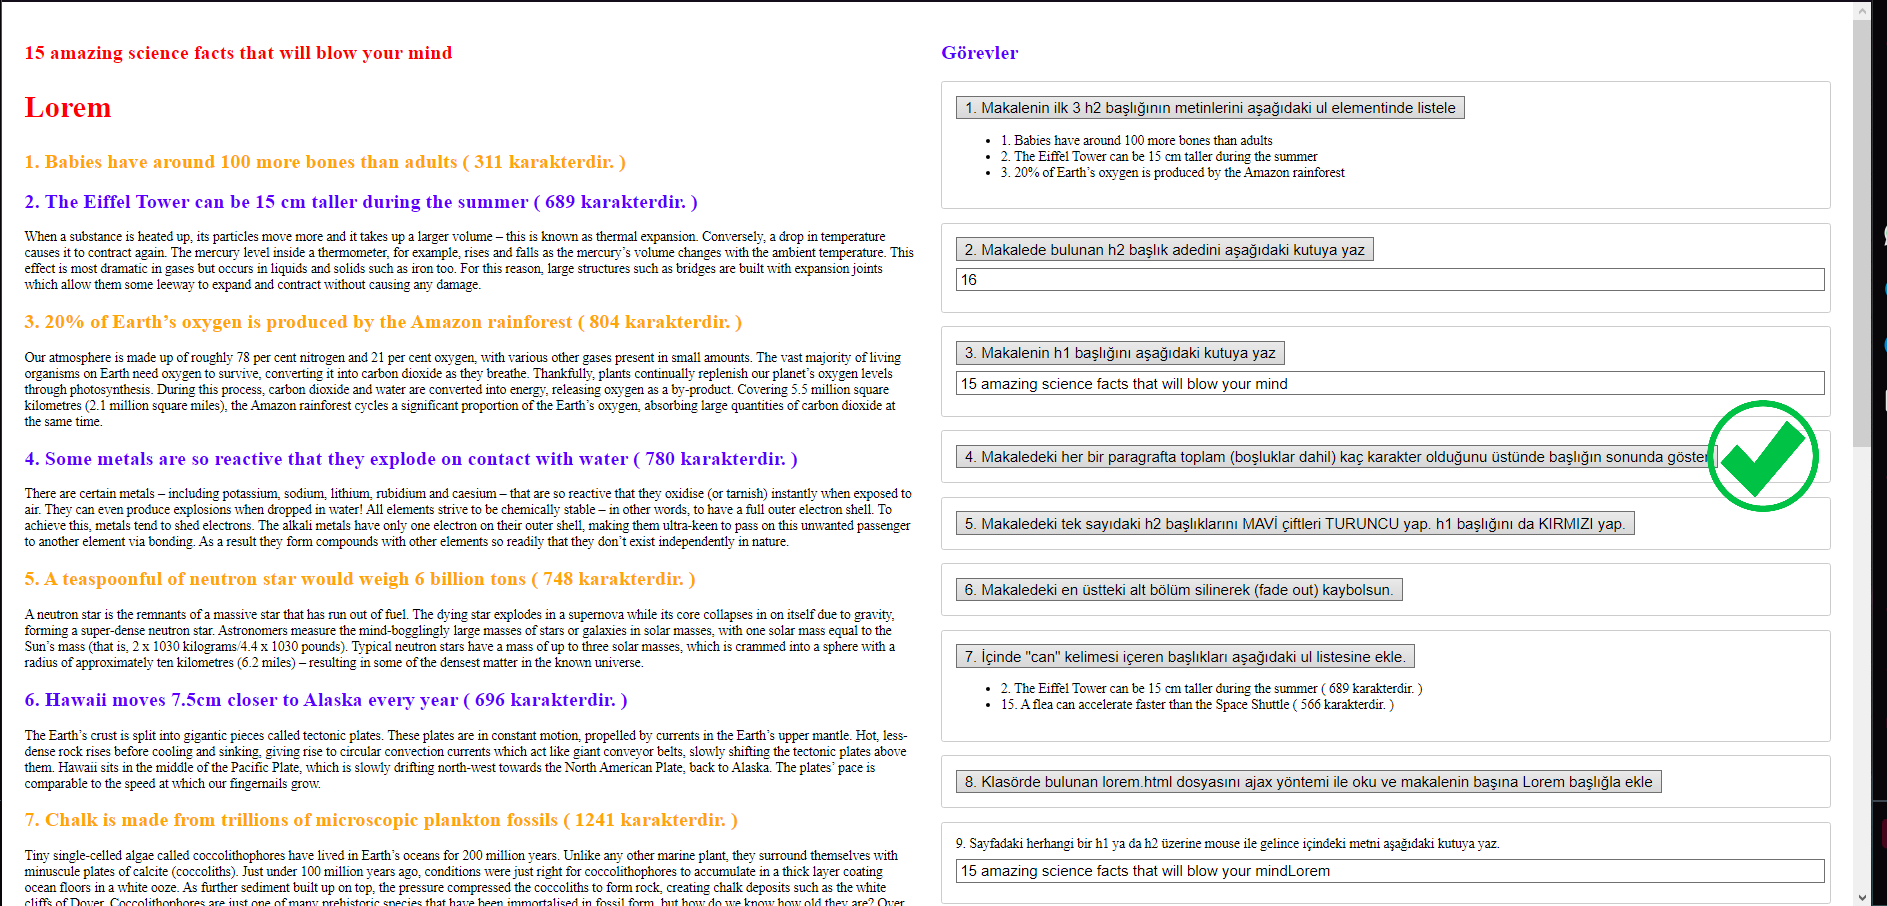 15 amazing science facts that will blow your mind
Lorem
1. Babies have around 100 more bones than adults ( 311 karakterdir. )
2. The Eiffel Tower can be 15 cm taller during the summer ( 689 karakterdir. )
When a substance is heated up, its particles move more and it takes up a larger volume – this is known as thermal expansion. Conversely, a drop in temperature
causes it to contract again. The mercury level inside a thermometer, for example, rises and falls as the mercury’s volume changes with the ambient temperature. This
effect is most dramatic in gases but occurs in liquids and solids such as iron too. For this reason, large structures such as bridges are built with expansion joints
which allow them some leeway to expand and contract without causing any damage.
3. 20% of Earth’s oxygen is produced by the Amazon rainforest ( 804 karakterdir. )
Our atmosphere is made up of roughly 78 per cent nitrogen and 21 per cent oxygen, with various other gases present in small amounts. The vast majority of living
organisms on Earth need oxygen to survive, converting it into carbon dioxide as they breathe. Thankfully, plants continually replenish our planet’s oxygen levels
through photosynthesis. During this process, carbon dioxide and water are converted into energy, releasing oxygen as a by-product. Covering 5.5 million square
kilometres (2.1 million square miles), the Amazon rainforest cycles a significant proportion of the Earth’s oxygen, absorbing large quantities of carbon dioxide at
the same time.
4. Some metals are so reactive that they explode on contact with water ( 780 karakterdir. )
There are certain metals – including potassium, sodium, lithium, rubidium and caesium – that are so reactive that they oxidise (or tarnish) instantly when exposed to
air. They can even produce explosions when dropped in water! All elements strive to be chemically stable – in other words, to have a full outer electron shell. To
achieve this, metals tend to shed electrons. The alkali metals have only one electron on their outer shell, making them ultra-keen to pass on this unwanted passenger
to another element via bonding. As a result they form compounds with other elements so readily that they don’t exist independently in nature.
5. A teaspoonful of neutron star would weigh 6 billion tons ( 748 karakterdir. )
A neutron star is the remnants of a massive star that has run out of fuel. The dying star explodes in a supernova while its core collapses in on itself due to gravity,
forming a super-dense neutron star. Astronomers measure the mind-bogglingly large masses of stars or galaxies in solar masses, with one solar mass equal to the
Sun’s mass (that is, 2 x 1030 kilograms/4.4 x 1030 pounds). Typical neutron stars have a mass of up to three solar masses, which is crammed into a sphere with a
radius of approximately ten kilometres (6.2 miles) – resulting in some of the densest matter in the known universe.
6. Hawaii moves 7.5cm closer to Alaska every year ( 696 karakterdir. )
The Earth’s crust is split into gigantic pieces called tectonic plates. These plates are in constant motion, propelled by currents in the Earth’s upper mantle. Hot, less-
dense rock rises before cooling and sinking, giving rise to circular convection currents which act like giant conveyor belts, slowly shifting the tectonic plates above
them. Hawaii sits in the middle of the Pacific Plate, which is slowly drifting north-west towards the North American Plate, back to Alaska. The plates’ pace is
comparable to the speed at which our fingernails grow.
7. Chalk is made from trillions of microscopic plankton fossils ( 1241 karakterdir. )
Tiny single-celled algae called coccolithophores have lived in Earth’s oceans for 200 million years. Unlike any other marine plant, they surround themselves with
minuscule plates of calcite (coccoliths). Just under 100 million years ago, conditions were just right for coccolithophores to accumulate in a thick layer coating
ocean floors in a white ooze. As further sediment built up on top, the pressure compressed the coccoliths to form rock, creating chalk deposits such as the white
cliffs of Dover. Coccolithophores are just one of many prehistoric species that have been immortalised in fossil form, but how do we know how old they are? Over
Görevler
1. Makalenin ilk 3 h2 başlığının metinlerini aşağıdaki ul elementinde listele
• 1. Babies have around 100 more bones than adults
• 2. The Eiffel Tower can be 15 cm taller during the summer
• 3. 20% of Earth’s oxygen is produced by the Amazon rainforest
2. Makalede bulunan h2 başlık adedini aşağıdaki kutuya yaz
16
3. Makalenin h1 başlığını aşağıdaki kutuya yaz
15 amazing science facts that will blow your mind
4. Makaledeki her bir paragrafta toplam (boşluklar dahil) kaç karakter olduğunu üstünde başlığın sonunda göster
5. Makaledeki tek sayıdaki h2 başlıklarını MAVİ çiftleri TURUNCU yap. h1 başlığını da KIRMIZI yap.
6. Makaledeki en üstteki alt bölüm silinerek (fade out) kaybolsun.
7. İçinde "can" kelimesi içeren başlıkları aşağıdaki ul listesine ekle.
• 2. The Eiffel Tower can be 15 cm taller during the summer ( 689 karakterdir. )
• 15. A flea can accelerate faster than the Space Shuttle ( 566 karakterdir. )
8. Klasörde bulunan lorem.html dosyasını ajax yöntemi ile oku ve makalenin başına Lorem başlığla ekle
9. Sayfadaki herhangi bir h1 ya da h2 üzerine mouse ile gelince içindeki metni aşağıdaki kutuya yaz.
15 amazing science facts that will blow your mindLorem